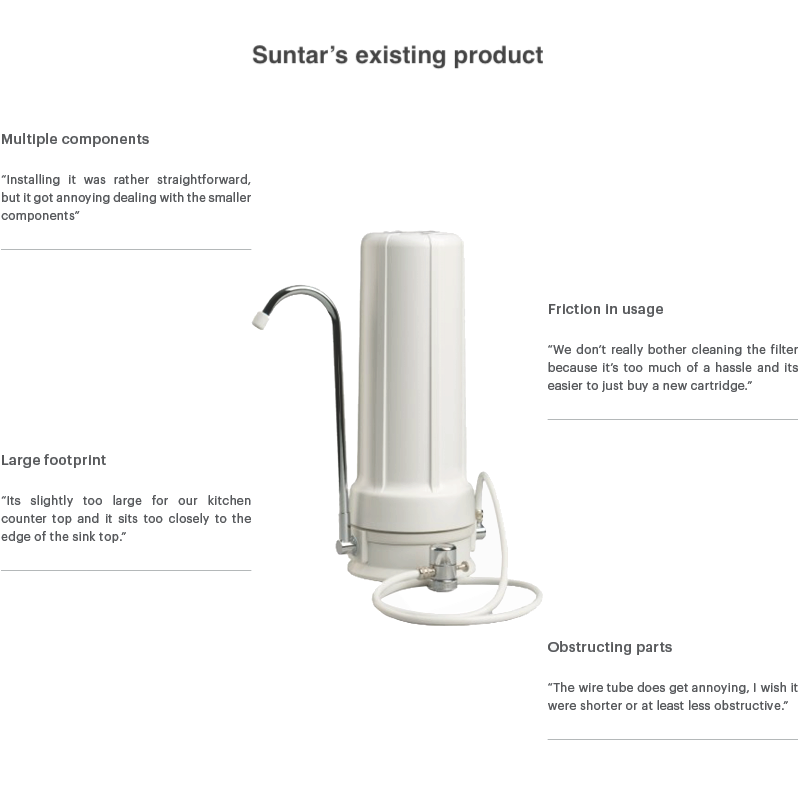 Suntar’s existing product
Multiple components
“Installing it was rather straightforward,
but it got annoying dealing with the smaller
components”
Friction in usage
“We don’t really bother cleaning the filter
because it’s too much of a hassle and its
easier to just buy a new cartridge.”
Large footprint
“Its slightly too large for our kitchen
counter top and it sits too closely to the
edge of the sink top.”
Obstructing parts
“The wire tube does get annoying, I wish it
were shorter or at least less obstructive.”